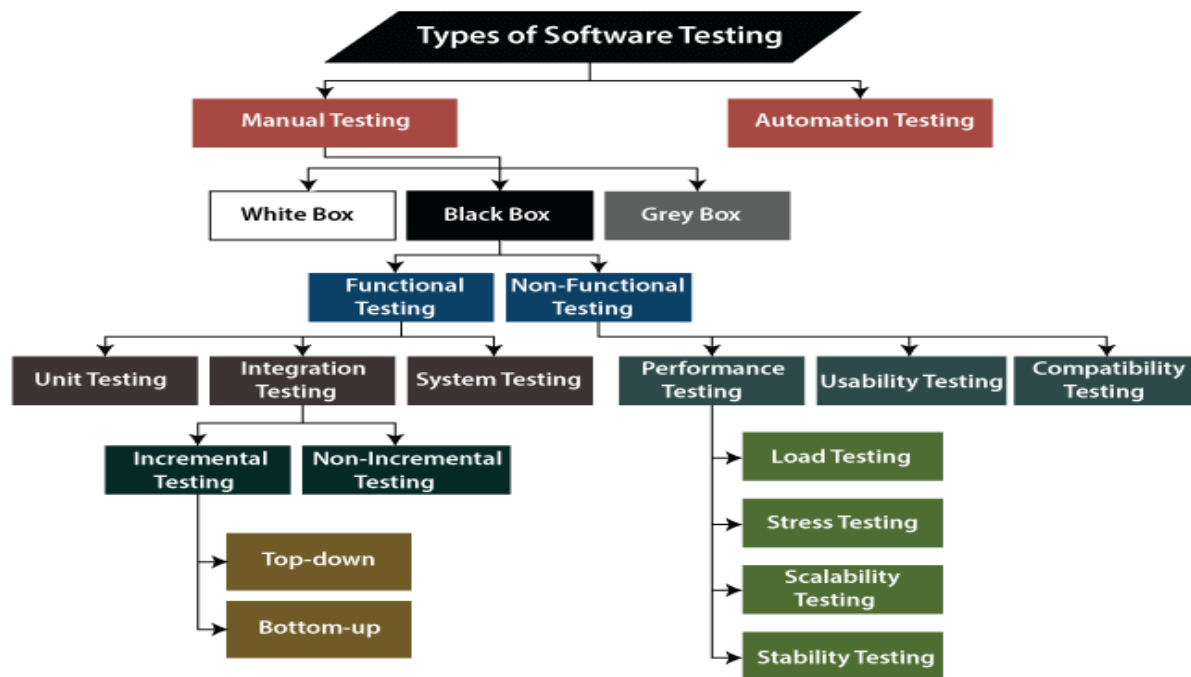 Types of Software Testing
Manual Testing
Automation Testing
White Box
Black Box
Grey Box
Functional
Testing
Non-Functional
Testing
Unit Testing
Integration
Testing
System Testing
Performance
Testing
Usability Testing
Compatibility
Testing
Incremental
Testing
Non-Incremental
Testing
Top-down
Bottom-up
Load Testing
Stress Testing
Scalability
Testing
Stability Testing